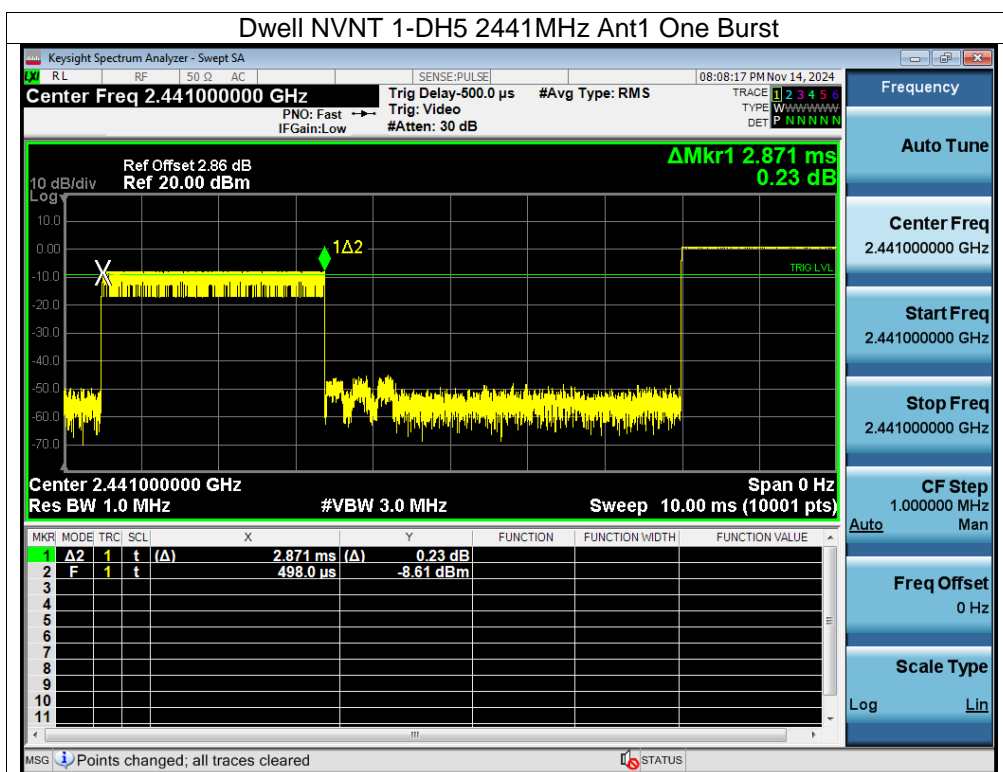 Dwell NVNT 1-DH5 2441MHz Ant1 One Burst
Keysight Spectrum Analyzer - Swept SA
LXI RL RF 50 Ω AC SENSE:PULSE 08:08:17 PM Nov 14, 2024
Center Freq 2.441000000 GHz
PNO: Fast
IFGain:Low
Trig Delay-500.0 µs #Avg Type: RMS
Trig: Video
#Atten: 30 dB
TRACE 1 2 3 4 5 6
TYPE WWWWWW
DET P N N N N N
Frequency
ΔMkr1 2.871 ms
0.23 dB
Ref Offset 2.86 dB
10 dB/div Ref 20.00 dBm
Log
10.0
0.00
-10.0
-20.0
-30.0
-40.0
-50.0
-60.0
-70.0
X
1Δ2
TRIG LVL
Center 2.441000000 GHz Span 0 Hz
Res BW 1.0 MHz #VBW 3.0 MHz Sweep 10.00 ms (10001 pts)
MKR MODE TRC SCL X Y FUNCTION FUNCTION WIDTH FUNCTION VALUE
1 Δ2 1 t (Δ) 2.871 ms (Δ) 0.23 dB
2 F 1 t 498.0 µs -8.61 dBm
3
4
5
6
7
8
9
10
11
Auto Tune
Center Freq
2.441000000 GHz
Start Freq
2.441000000 GHz
Stop Freq
2.441000000 GHz
CF Step
1.000000 MHz
Auto Man
Freq Offset
0 Hz
Scale Type
Log Lin
MSG Points changed; all traces cleared STATUS